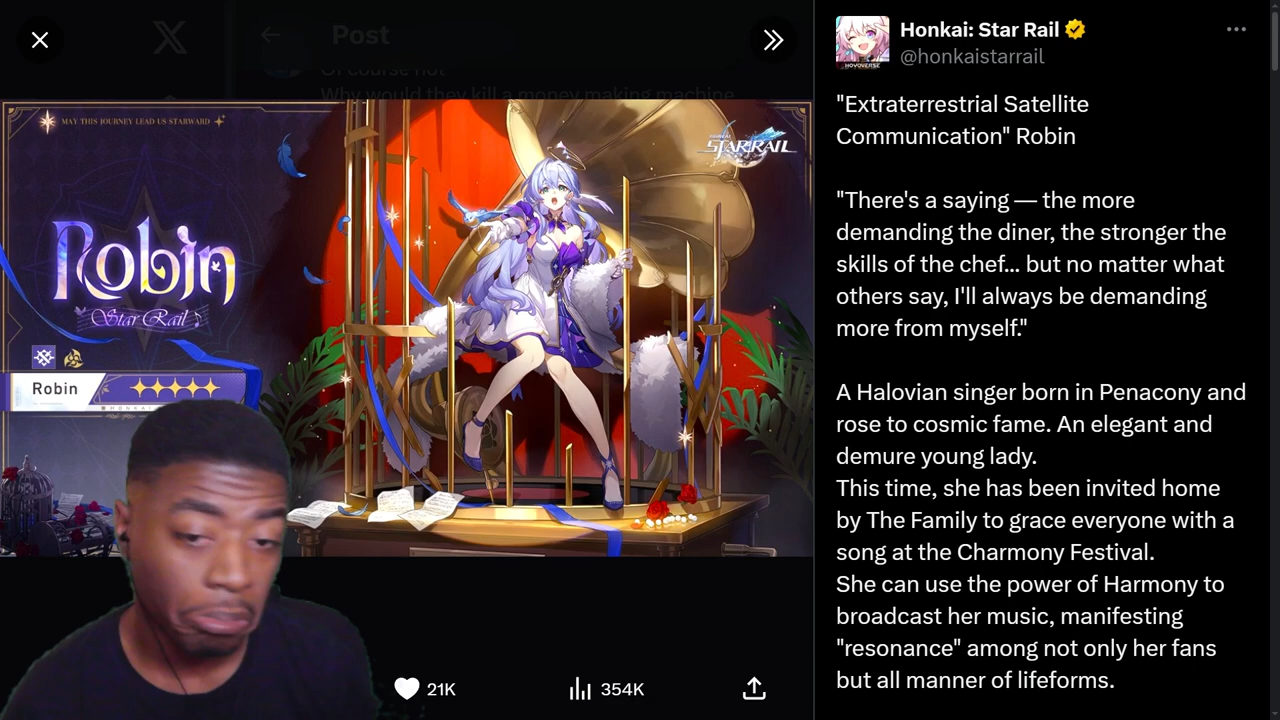 Post
Of course not
Why would they kill a money making machine
MAY THIS JOURNEY LEAD US STARWARD
HONKAI
STAR RAIL
Robin
Star Rail
Robin
21K
354K
HOYOVERSE
Honkai: Star Rail
@honkaistarrail
"Extraterrestrial Satellite
Communication" Robin
"There's a saying — the more
demanding the diner, the stronger the
skills of the chef... but no matter what
others say, I'll always be demanding
more from myself."
A Halovian singer born in Penacony and
rose to cosmic fame. An elegant and
demure young lady.
This time, she has been invited home
by The Family to grace everyone with a
song at the Charmony Festival.
She can use the power of Harmony to
broadcast her music, manifesting
"resonance" among not only her fans
but all manner of lifeforms.